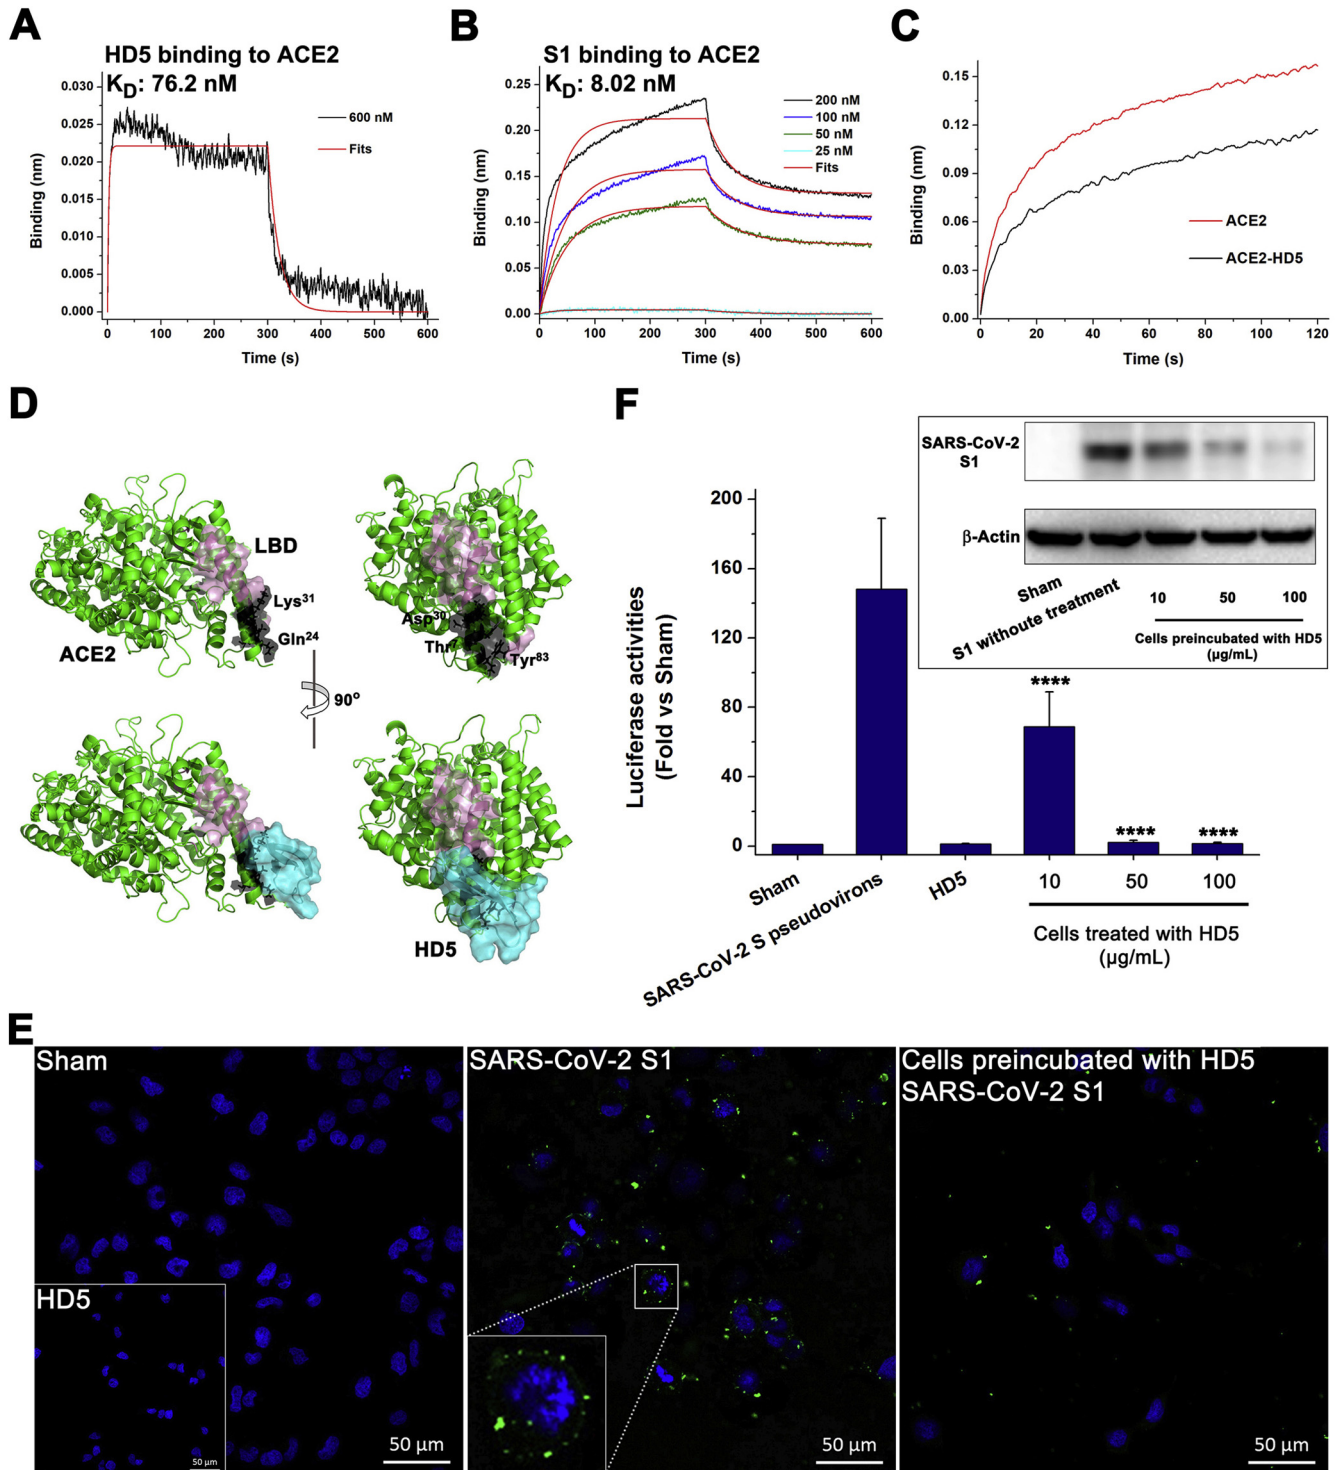 A
HD5 binding to ACE2
K_D: 76.2 nM
0.030
0.025
0.020
0.015
0.010
0.005
0.000
Binding (nm)
600 nM
Fits
0 100 200 300 400 500 600
Time (s)
B
S1 binding to ACE2
K_D: 8.02 nM
0.25
0.20
0.15
0.10
0.05
0.00
Binding (nm)
200 nM
100 nM
50 nM
25 nM
Fits
0 100 200 300 400 500 600
Time (s)
C
0.15
0.12
0.09
0.06
0.03
0.00
Binding (nm)
ACE2
ACE2-HD5
0 20 40 60 80 100 120
Time (s)
D
LBD
Lys³¹
Gln²⁴
ACE2
Asp³⁰
Thr⁷
Tyr⁸³
90°
HD5
F
SARS-CoV-2
S1
β-Actin
Sham
S1 withoute treatment
10 50 100
Cells preincubated with HD5
(μg/mL)
200
160
120
80
40
0
Luciferase activities
(Fold vs Sham)
****
**** ****
Sham
SARS-CoV-2 S pseudovirons
HD5
10 50 100
Cells treated with HD5
(μg/mL)
E
Sham
HD5
50 μm
50 μm
SARS-CoV-2 S1
50 μm
Cells preincubated with HD5
SARS-CoV-2 S1
50 μm